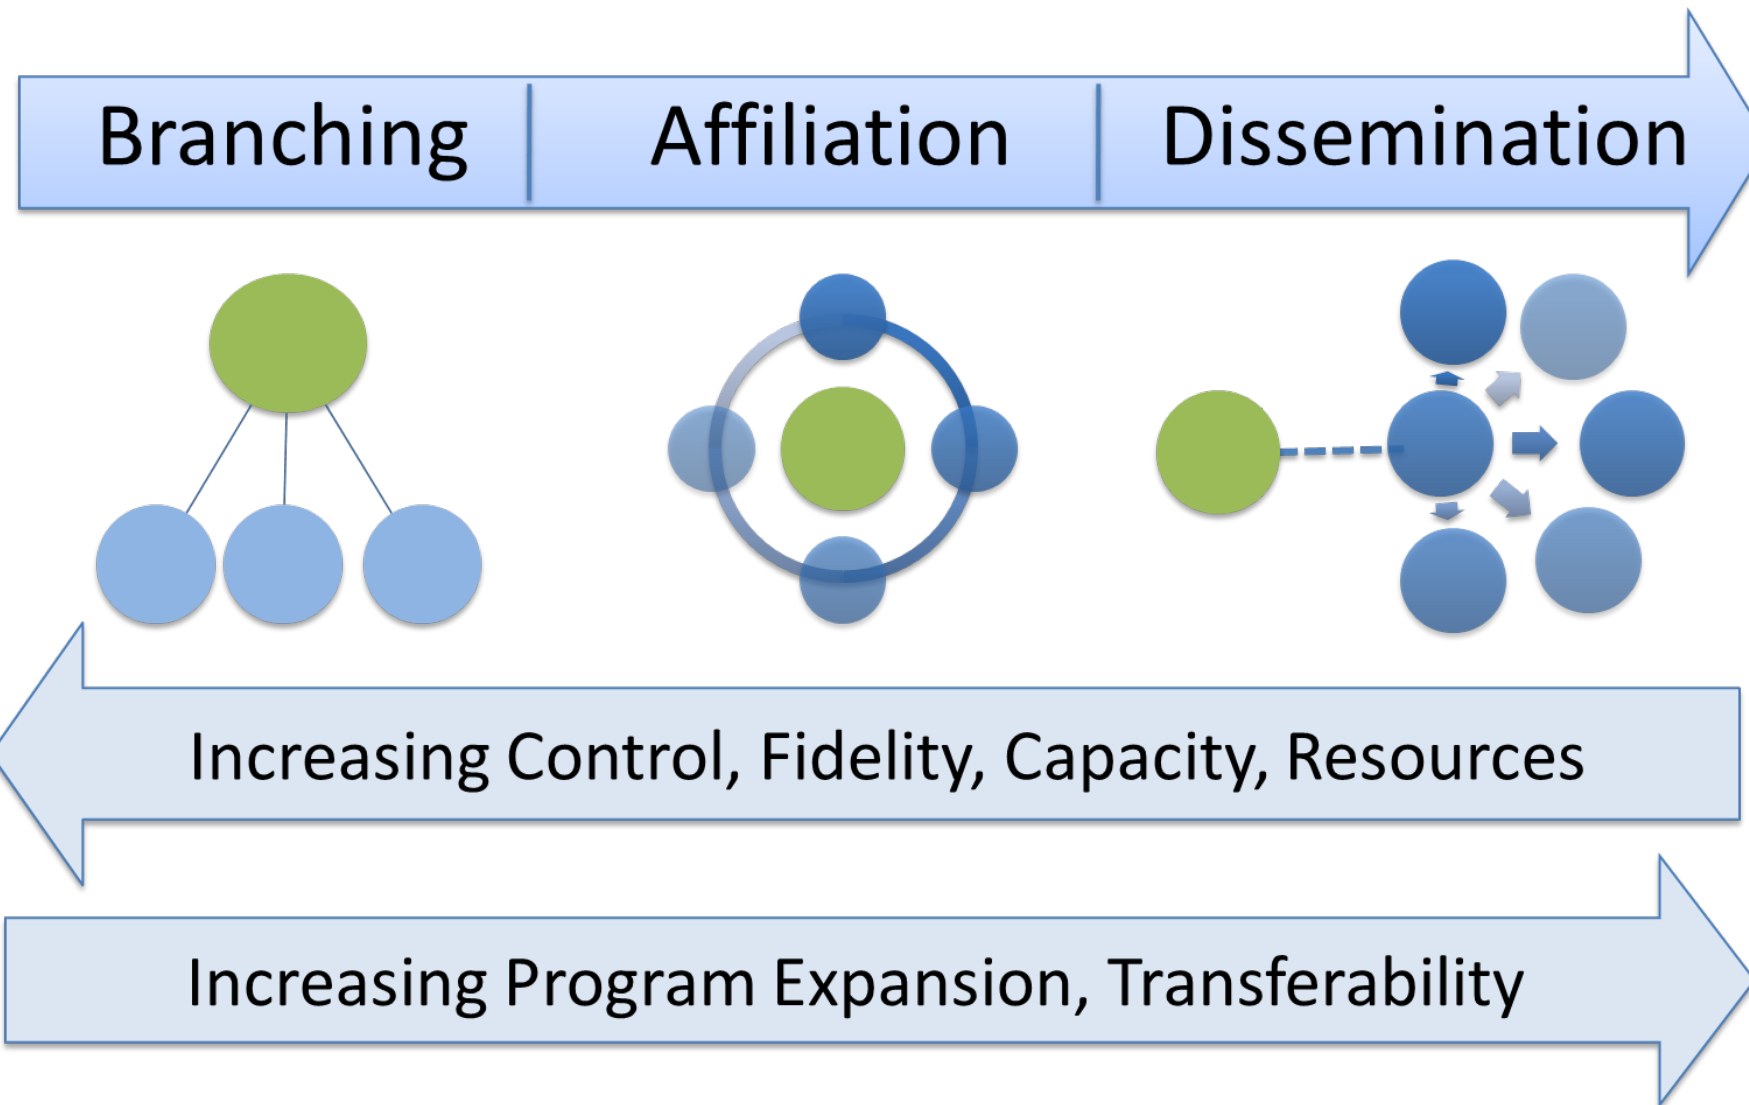 Branching Affiliation Dissemination
Increasing Control, Fidelity, Capacity, Resources
Increasing Program Expansion, Transferability